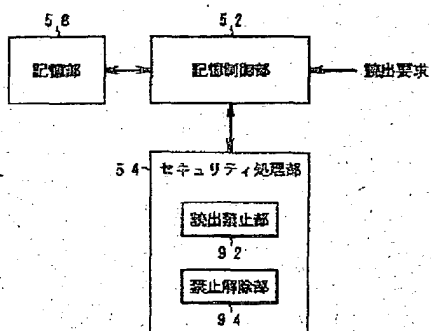 58 52
記憶部 記憶制御部 読出要求
54 セキュリティ処理部
読出禁止部
92
禁止解除部
94